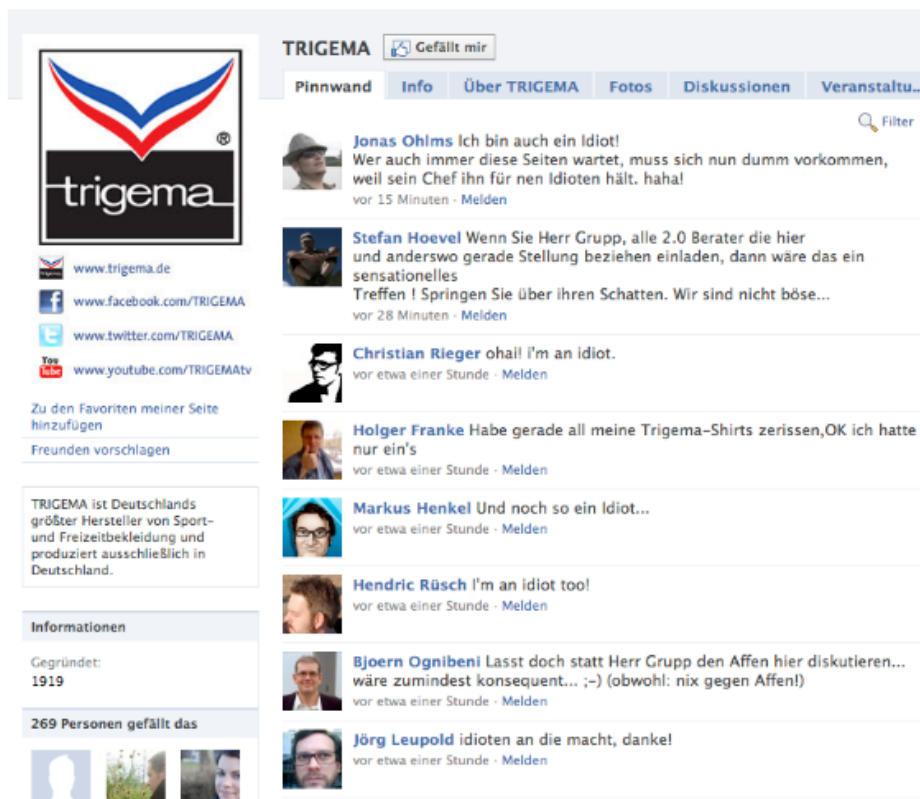 trigema
®
www.trigema.de
www.facebook.com/TRIGEMA
www.twitter.com/TRIGEMA
You
Tube
www.youtube.com/TRIGEMAtv
Zu den Favoriten meiner Seite
hinzufügen
Freunden vorschlagen
TRIGEMA ist Deutschlands
größter Hersteller von Sport-
und Freizeitbekleidung und
produziert ausschließlich in
Deutschland.
Informationen
Gegründet:
1919
269 Personen gefällt das
TRIGEMA Gefällt mir
Pinnwand Info Über TRIGEMA Fotos Diskussionen Veranstaltu...
Filter
Jonas Ohlms Ich bin auch ein Idiot!
Wer auch immer diese Seiten wartet, muss sich nun dumm vorkommen,
weil sein Chef ihn für nen Idioten hält. haha!
vor 15 Minuten · Melden
Stefan Hoevel Wenn Sie Herr Grupp, alle 2.0 Berater die hier
und anderswo gerade Stellung beziehen einladen, dann wäre das ein
sensationelles
Treffen ! Springen Sie über ihren Schatten. Wir sind nicht böse...
vor 28 Minuten · Melden
Christian Rieger ohai! i'm an idiot.
vor etwa einer Stunde · Melden
Holger Franke Habe gerade all meine Trigema-Shirts zerissen,OK ich hatte
nur ein's
vor etwa einer Stunde · Melden
Markus Henkel Und noch so ein Idiot...
vor etwa einer Stunde · Melden
Hendric Rüsch I'm an idiot too!
vor etwa einer Stunde · Melden
Bjoern Ognibeni Lasst doch statt Herr Grupp den Affen hier diskutieren...
wäre zumindest konsequent... ;-) (obwohl: nix gegen Affen!)
vor etwa einer Stunde · Melden
Jörg Leupold idioten an die macht, danke!
vor etwa einer Stunde · Melden